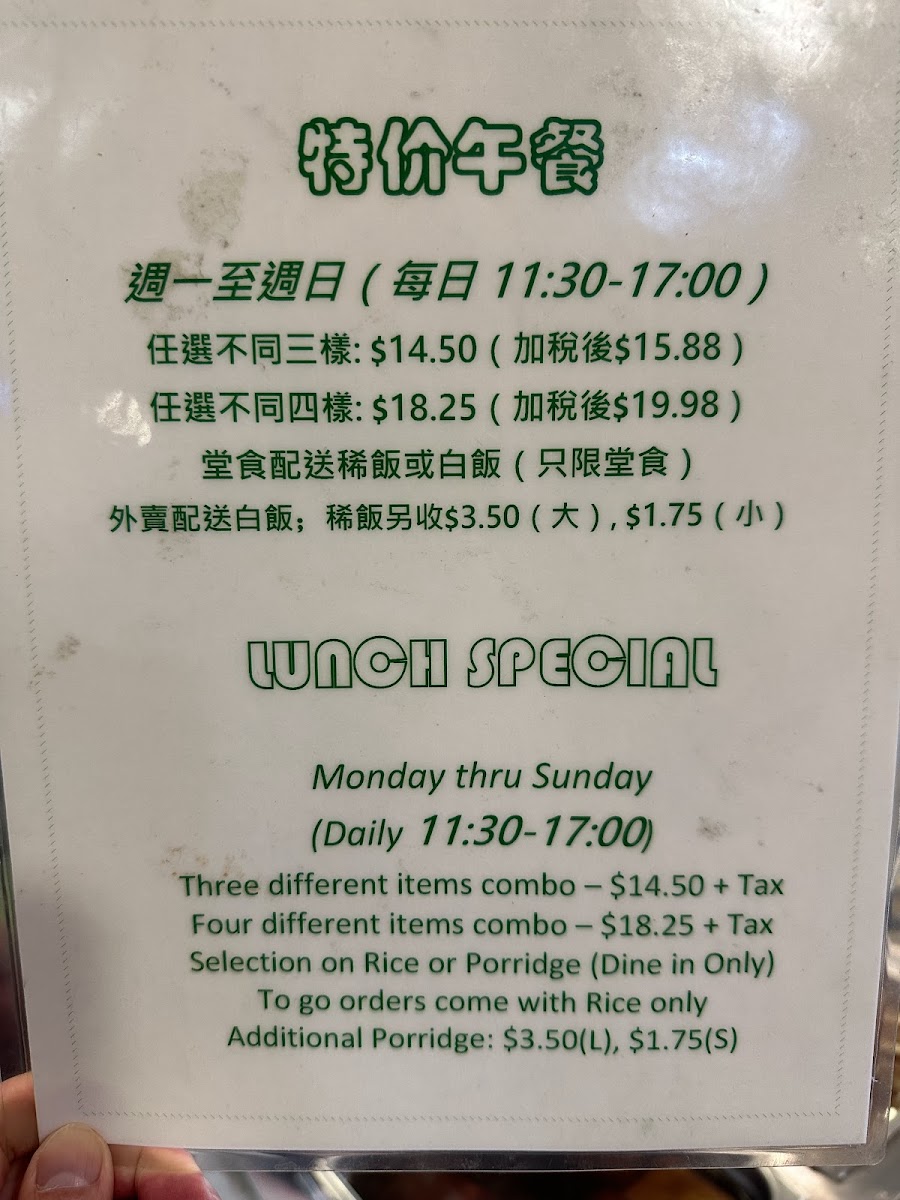 特价午餐
週一至週日（每日 11:30-17:00）
任選不同三樣: $14.50（加稅後$15.88）
任選不同四樣: $18.25（加稅後$19.98）
堂食配送稀飯或白飯（只限堂食）
外賣配送白飯；稀飯另收$3.50（大）, $1.75（小）
LUNCH SPECIAL
Monday thru Sunday
(Daily 11:30-17:00)
Three different items combo – $14.50 + Tax
Four different items combo – $18.25 + Tax
Selection on Rice or Porridge (Dine in Only)
To go orders come with Rice only
Additional Porridge: $3.50(L), $1.75(S)